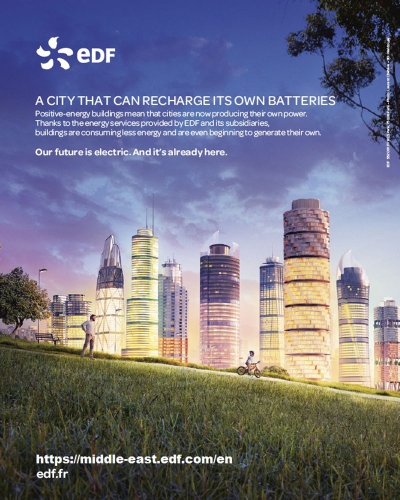 eDF
A CITY THAT CAN RECHARGE ITS OWN BATTERIES
Positive-energy buildings mean that cities are now producing their own power.
Thanks to the energy services provided by EDF and its subsidiaries,
buildings are consuming less energy and are even beginning to generate their own.
Our future is electric. And it's already here.
https://middle-east.edf.com/en
edf.fr